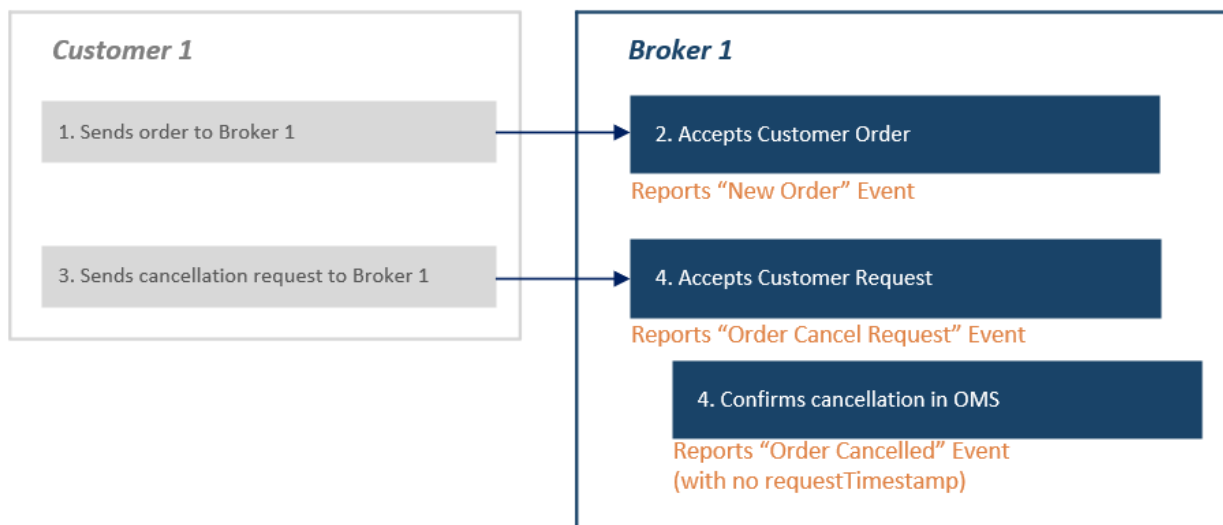 Customer 1
Broker 1
1. Sends order to Broker 1
2. Accepts Customer Order
Reports “New Order” Event
3. Sends cancellation request to Broker 1
4. Accepts Customer Request
Reports “Order Cancel Request” Event
4. Confirms cancellation in OMS
Reports “Order Cancelled” Event
(with no requestTimestamp)